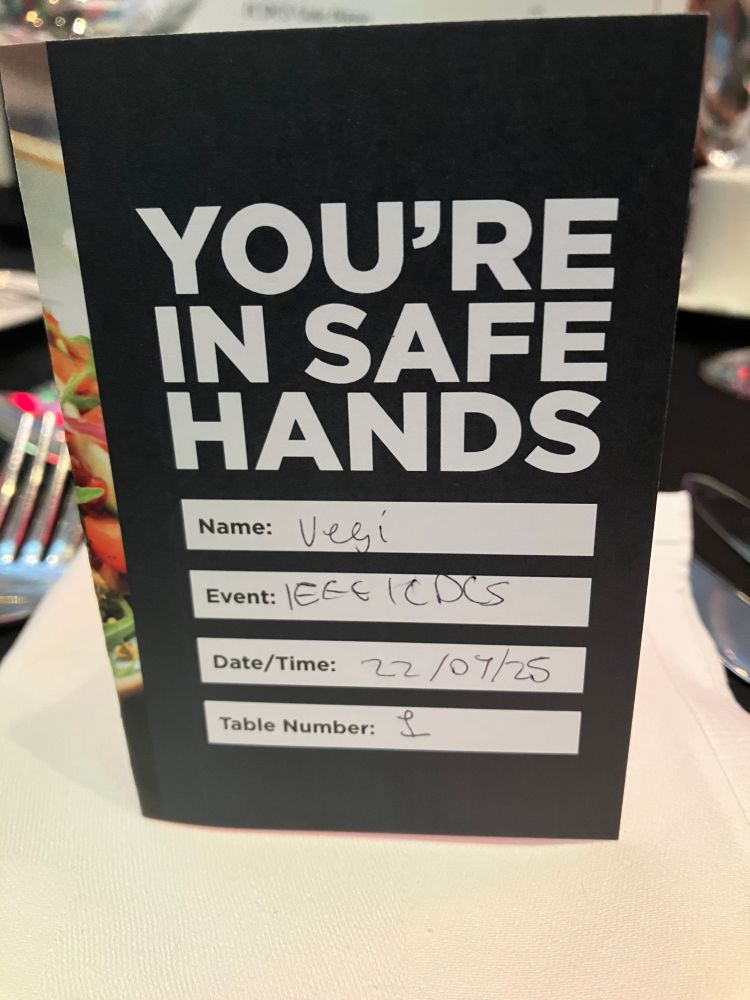 YOU'RE
IN SAFE
HANDS
Name: Vegi
Event: IEEE ICDCS
Date/Time: 22/07/25
Table Number: 1